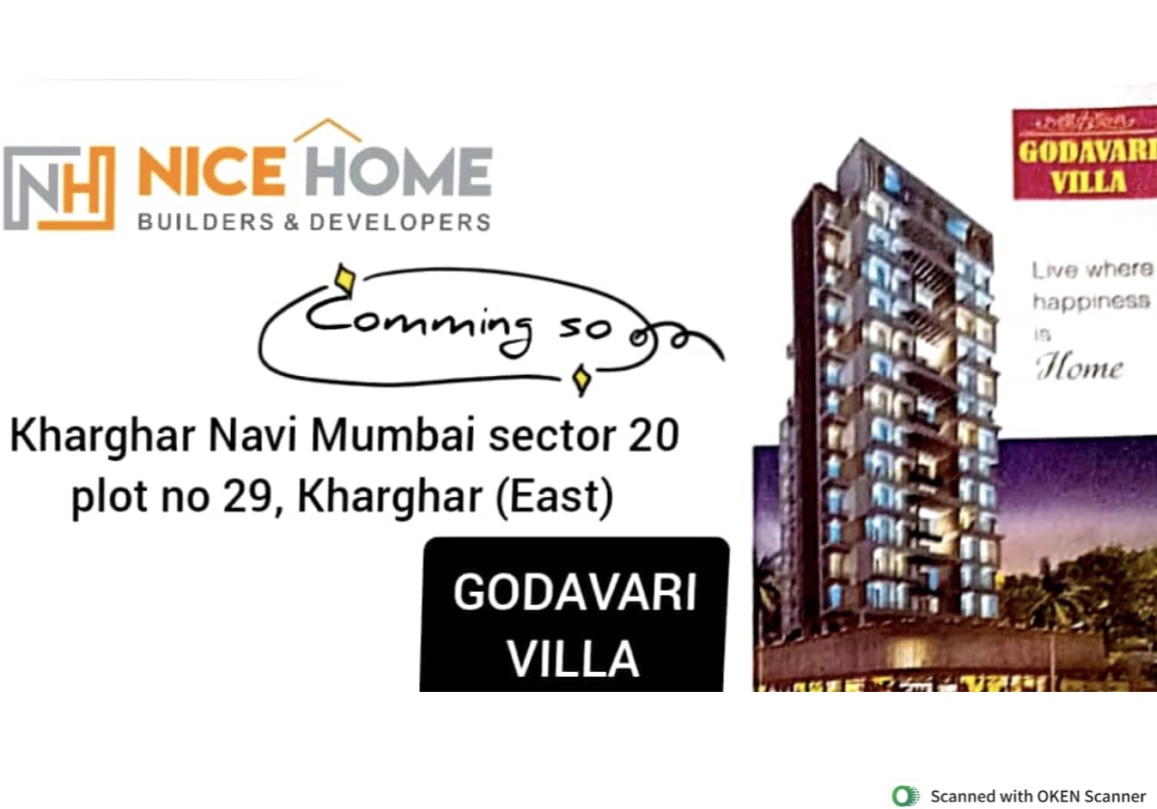 NH NICE HOME
BUILDERS & DEVELOPERS
Comming soon
Kharghar Navi Mumbai sector 20
plot no 29, Kharghar (East)
GODAVARI
VILLA
GODAVARI
VILLA
Live where
happiness
is
Home
Scanned with OKEN Scanner